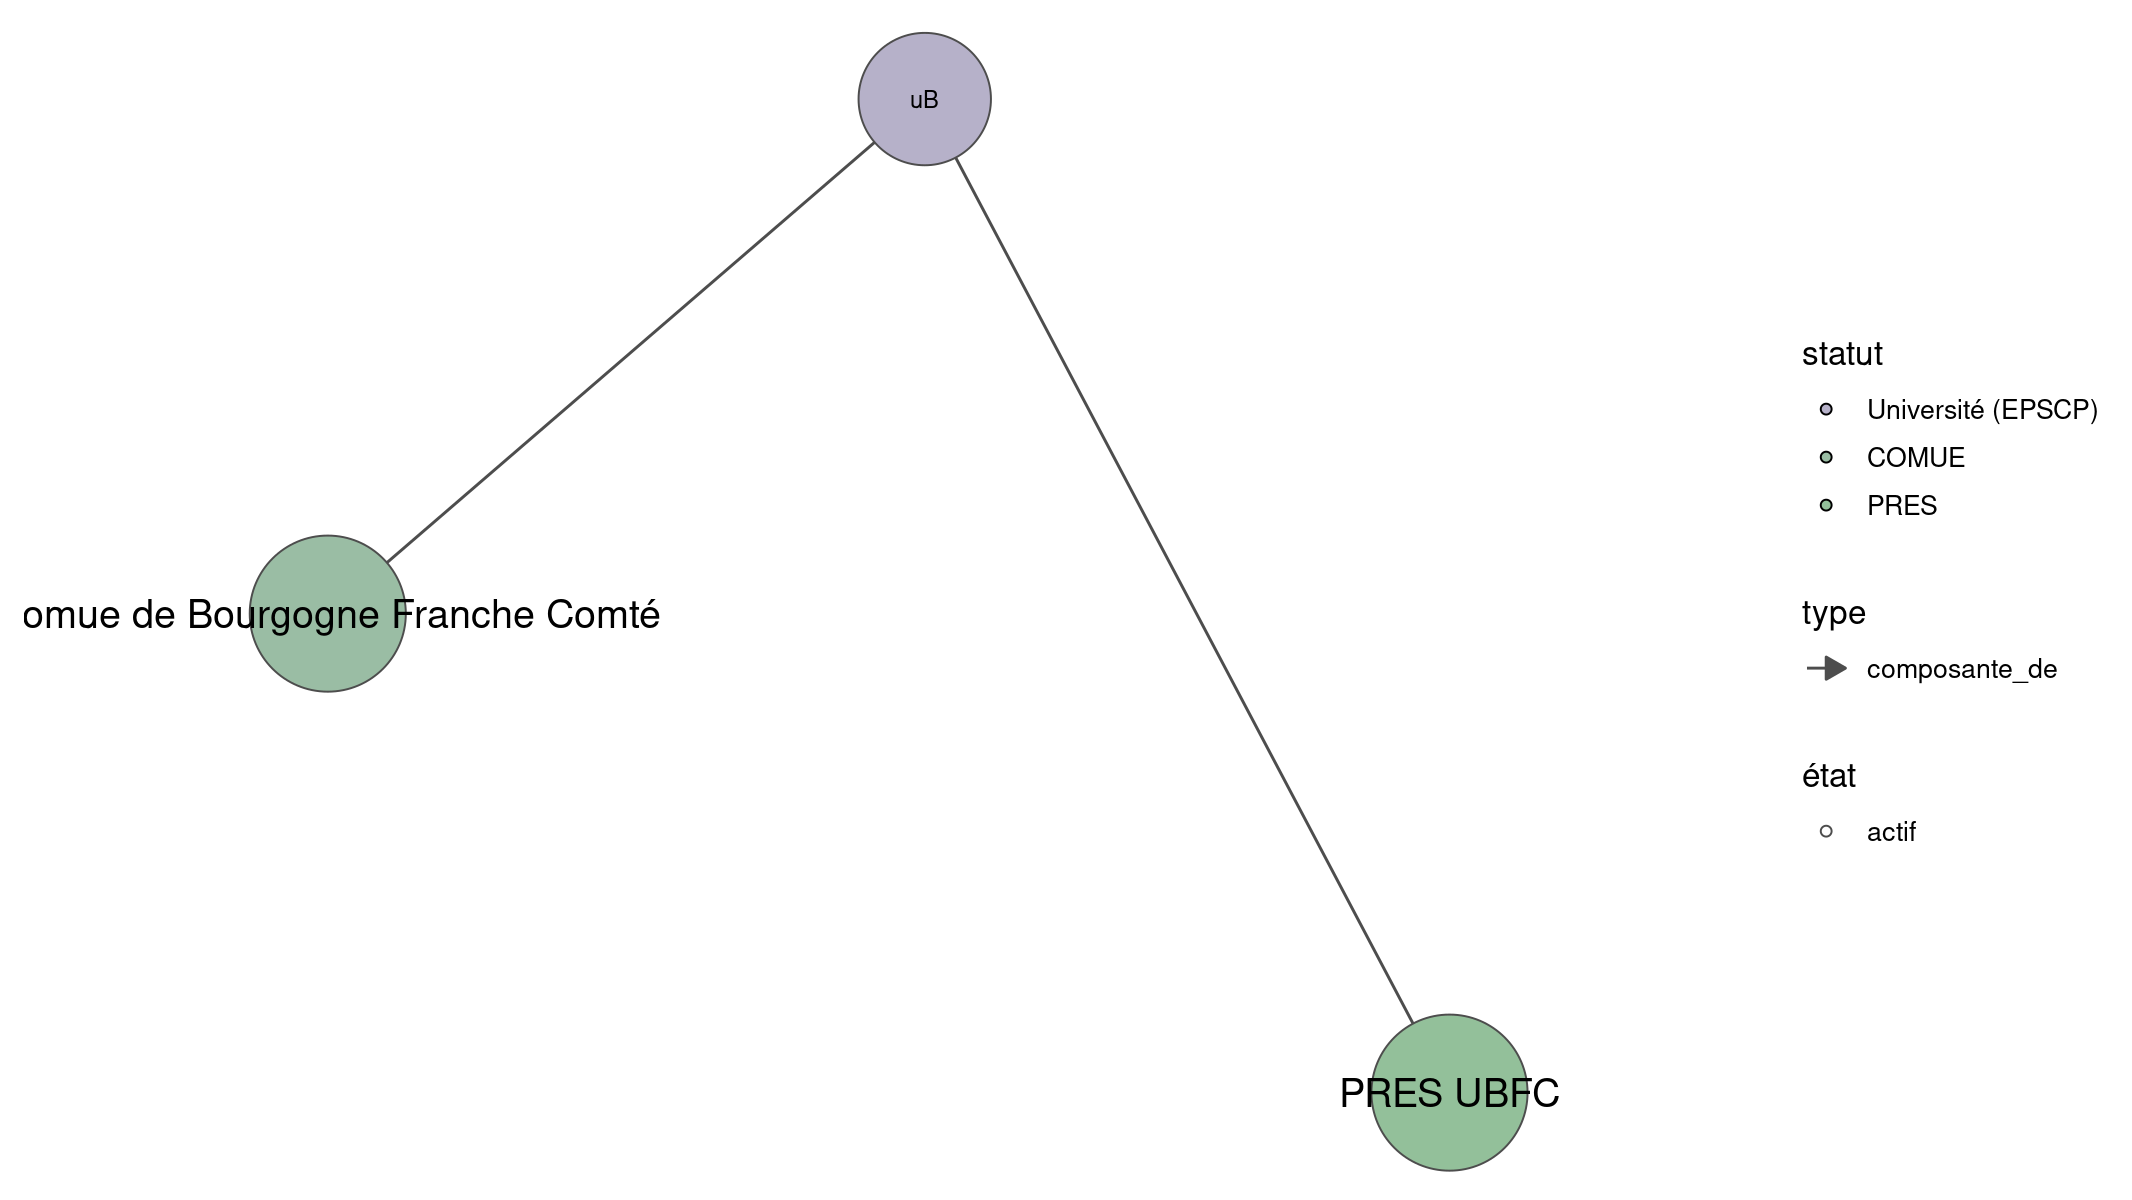 uB
omue de Bourgogne Franche Comté
PRES UBFC
statut
Université (EPSCP)
COMUE
PRES
type
composante_de
état
actif